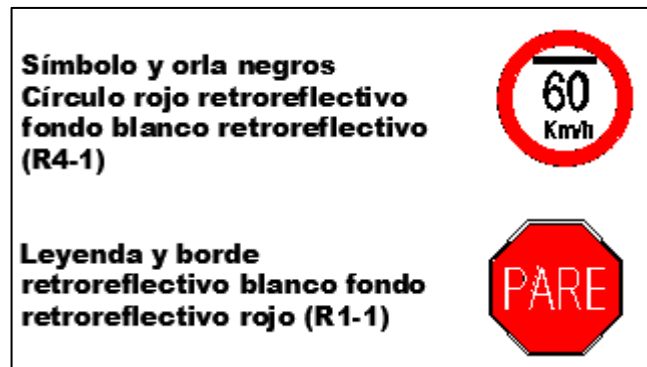 Símbolo y orla negros
Círculo rojo retroreflectivo
fondo blanco retroreflectivo
(R4-1)
60
Km/h
Leyenda y borde
retroreflectivo blanco fondo
retroreflectivo rojo (R1-1)
PARE